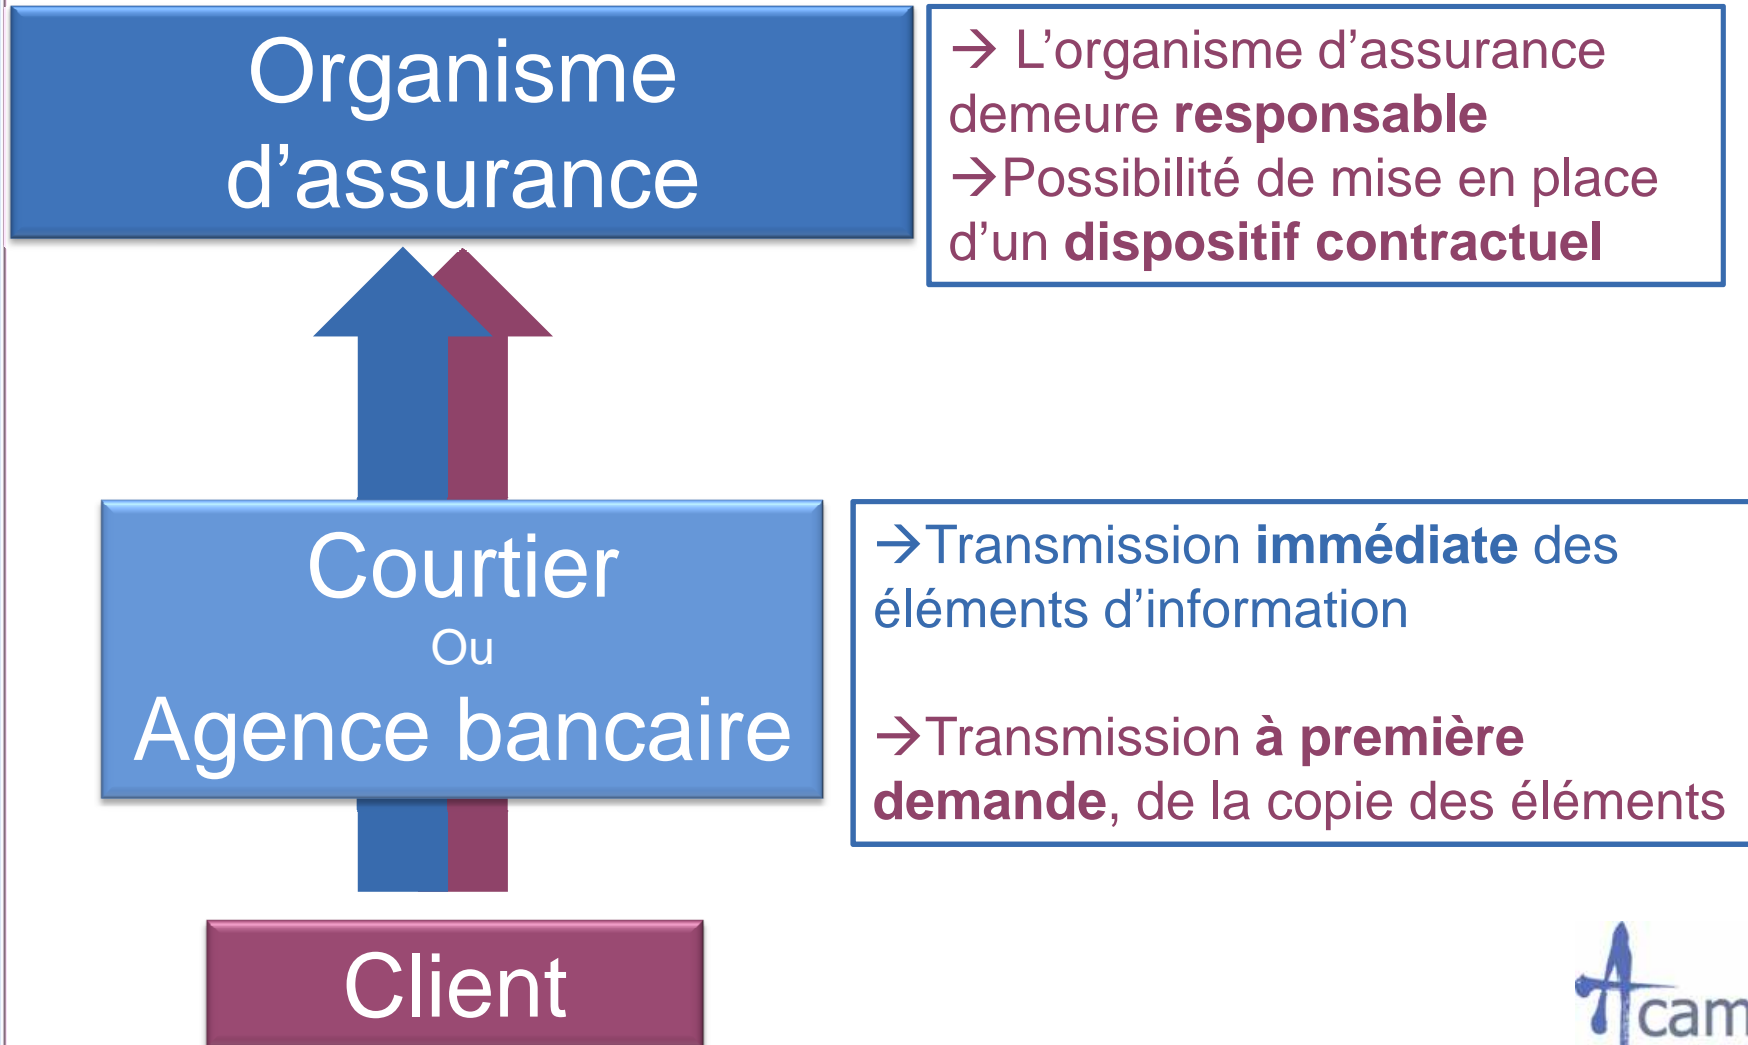 Organisme
d’assurance
→ L’organisme d’assurance
demeure responsable
→Possibilité de mise en place
d’un dispositif contractuel
Courtier
Ou
Agence bancaire
→Transmission immédiate des
éléments d’information
→Transmission à première
demande, de la copie des éléments
Client
Acam